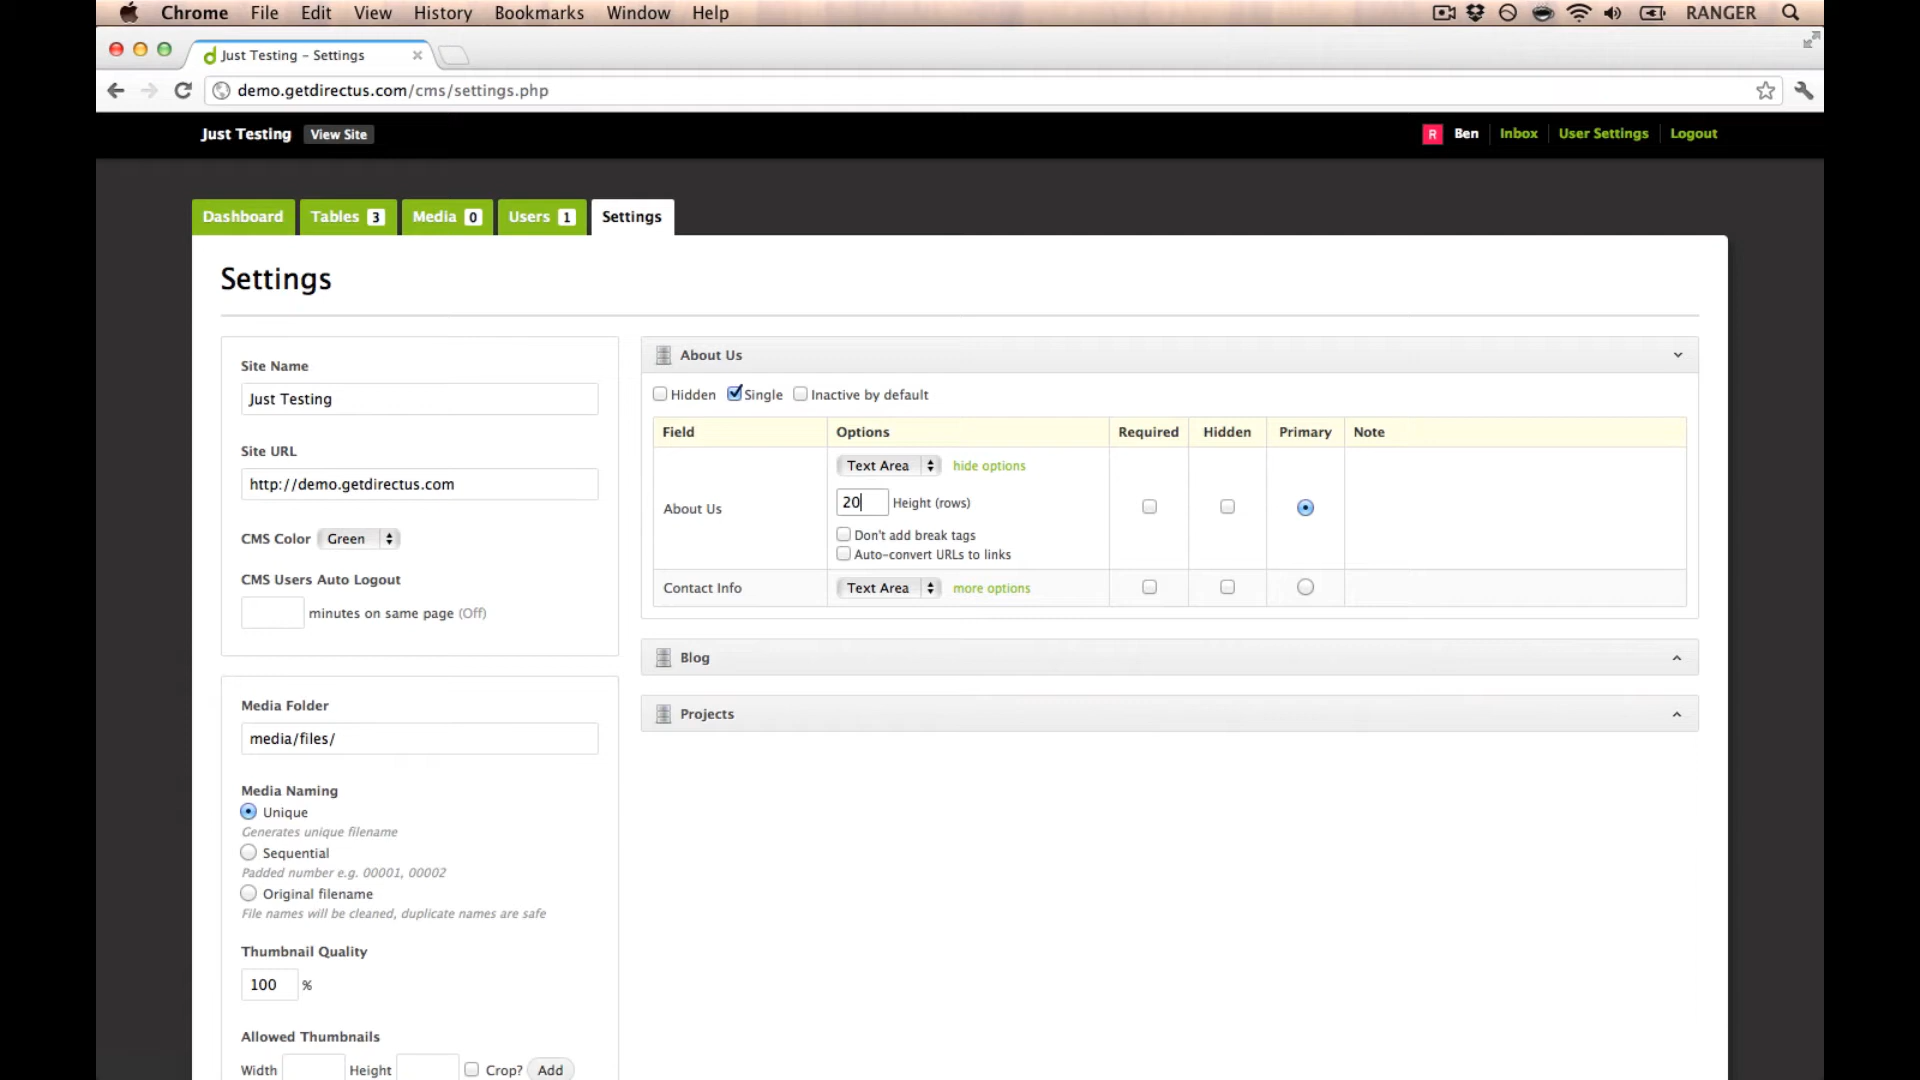 Chrome File Edit View History Bookmarks Window Help RANGER
Just Testing – Settings
demo.getdirectus.com/cms/settings.php
Just Testing View Site R Ben Inbox User Settings Logout
Dashboard Tables 3 Media 0 Users 1 Settings
Settings
Site Name
Just Testing
Site URL
http://demo.getdirectus.com
CMS Color Green
CMS Users Auto Logout
minutes on same page (Off)
Media Folder
media/files/
Media Naming
Unique
Generates unique filename
Sequential
Padded number e.g. 00001, 00002
Original filename
File names will be cleaned, duplicate names are safe
Thumbnail Quality
100 %
Allowed Thumbnails
Width Height Crop? Add
About Us
Hidden Single Inactive by default
Field Options Required Hidden Primary Note
Text Area hide options
About Us 20 Height (rows)
Don't add break tags
Auto-convert URLs to links
Contact Info Text Area more options
Blog
Projects